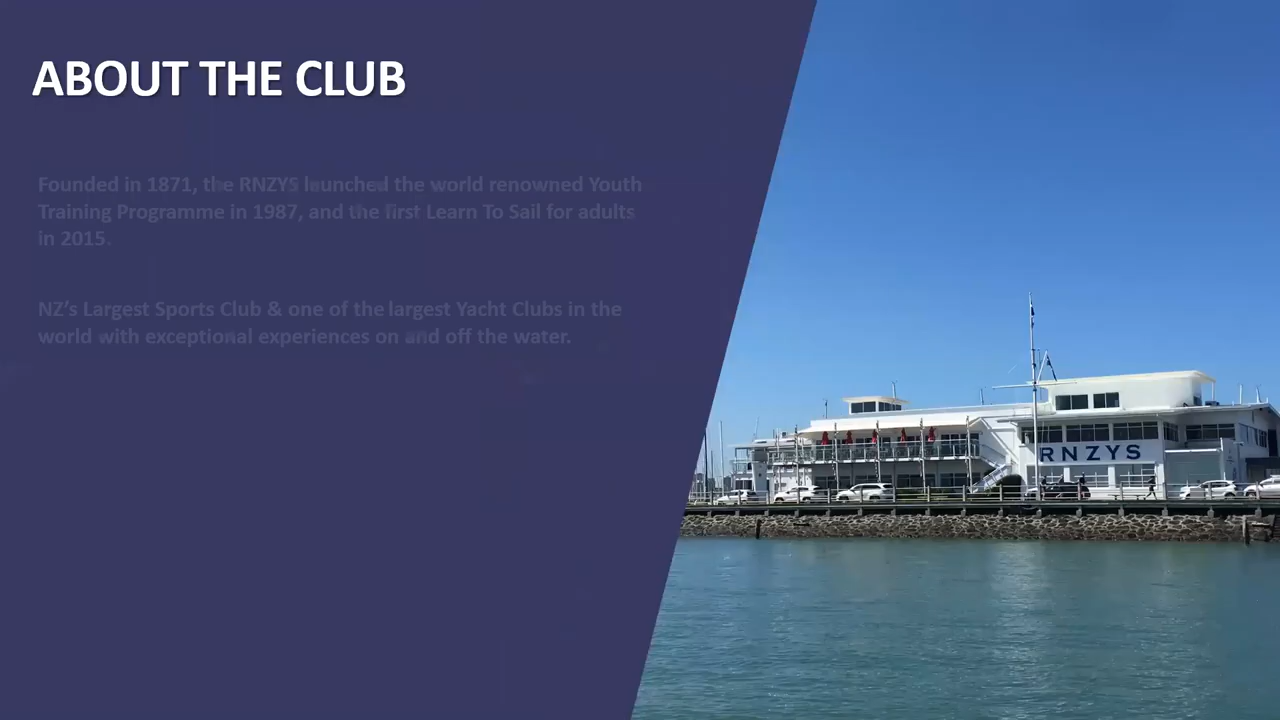 ABOUT THE CLUB
Founded in 1871, the RNZYS launched the world renowned Youth
Training Programme in 1987, and the first Learn To Sail for adults
in 2015.
NZ’s Largest Sports Club & one of the largest Yacht Clubs in the
world with exceptional experiences on and off the water.
RNZYS